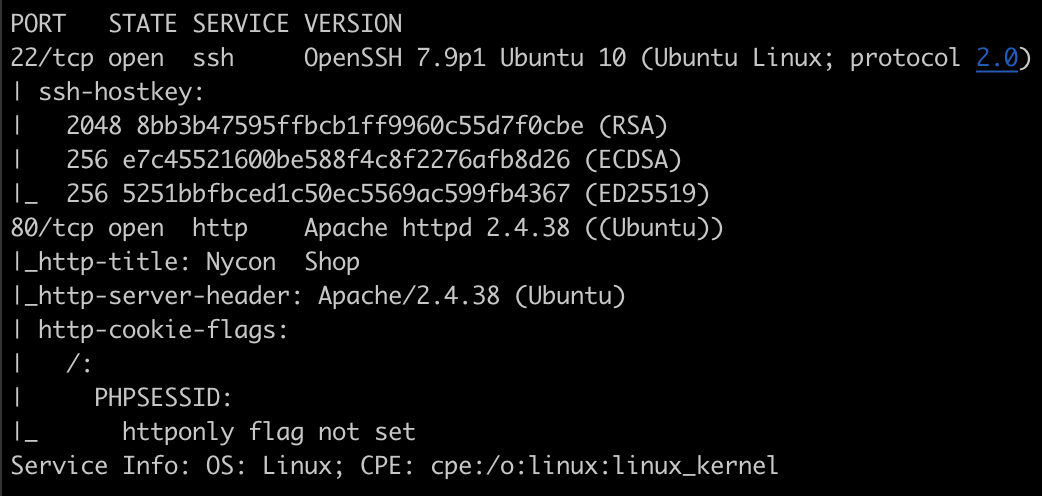 PORT   STATE SERVICE VERSION
22/tcp open  ssh     OpenSSH 7.9p1 Ubuntu 10 (Ubuntu Linux; protocol 2.0)
| ssh-hostkey:
|   2048 8bb3b47595ffbcb1ff9960c55d7f0cbe (RSA)
|   256 e7c45521600be588f4c8f2276afb8d26 (ECDSA)
|_  256 5251bbfbced1c50ec5569ac599fb4367 (ED25519)
80/tcp open  http    Apache httpd 2.4.38 ((Ubuntu))
|_http-title: Nycon  Shop
|_http-server-header: Apache/2.4.38 (Ubuntu)
| http-cookie-flags:
|   /:
|     PHPSESSID:
|_      httponly flag not set
Service Info: OS: Linux; CPE: cpe:/o:linux:linux_kernel